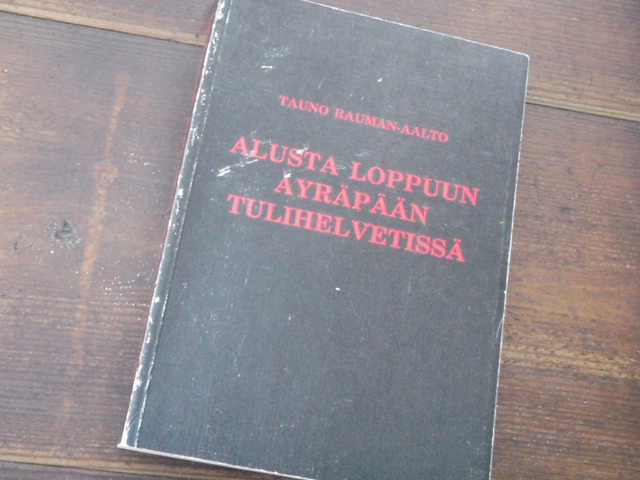 TAUNO RAUMAN-AALTO
ALUSTA LOPPUUN
ÄYRÄPÄÄN
TULIHELVETISSÄ